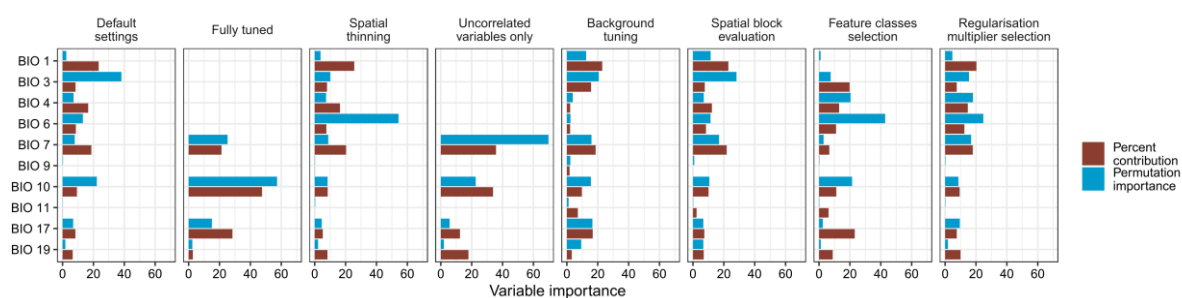 Default
settings
Fully tuned
Spatial
thinning
Uncorrelated
variables only
Background
tuning
Spatial block
evaluation
Feature classes
selection
Regularisation
multiplier selection
BIO 1
BIO 3
BIO 4
BIO 6
BIO 7
BIO 9
BIO 10
BIO 11
BIO 17
BIO 19
0 20 40 60
0 20 40 60
0 20 40 60
0 20 40 60
0 20 40 60
0 20 40 60
0 20 40 60
0 20 40 60
Variable importance
Percent
contribution
Permutation
importance